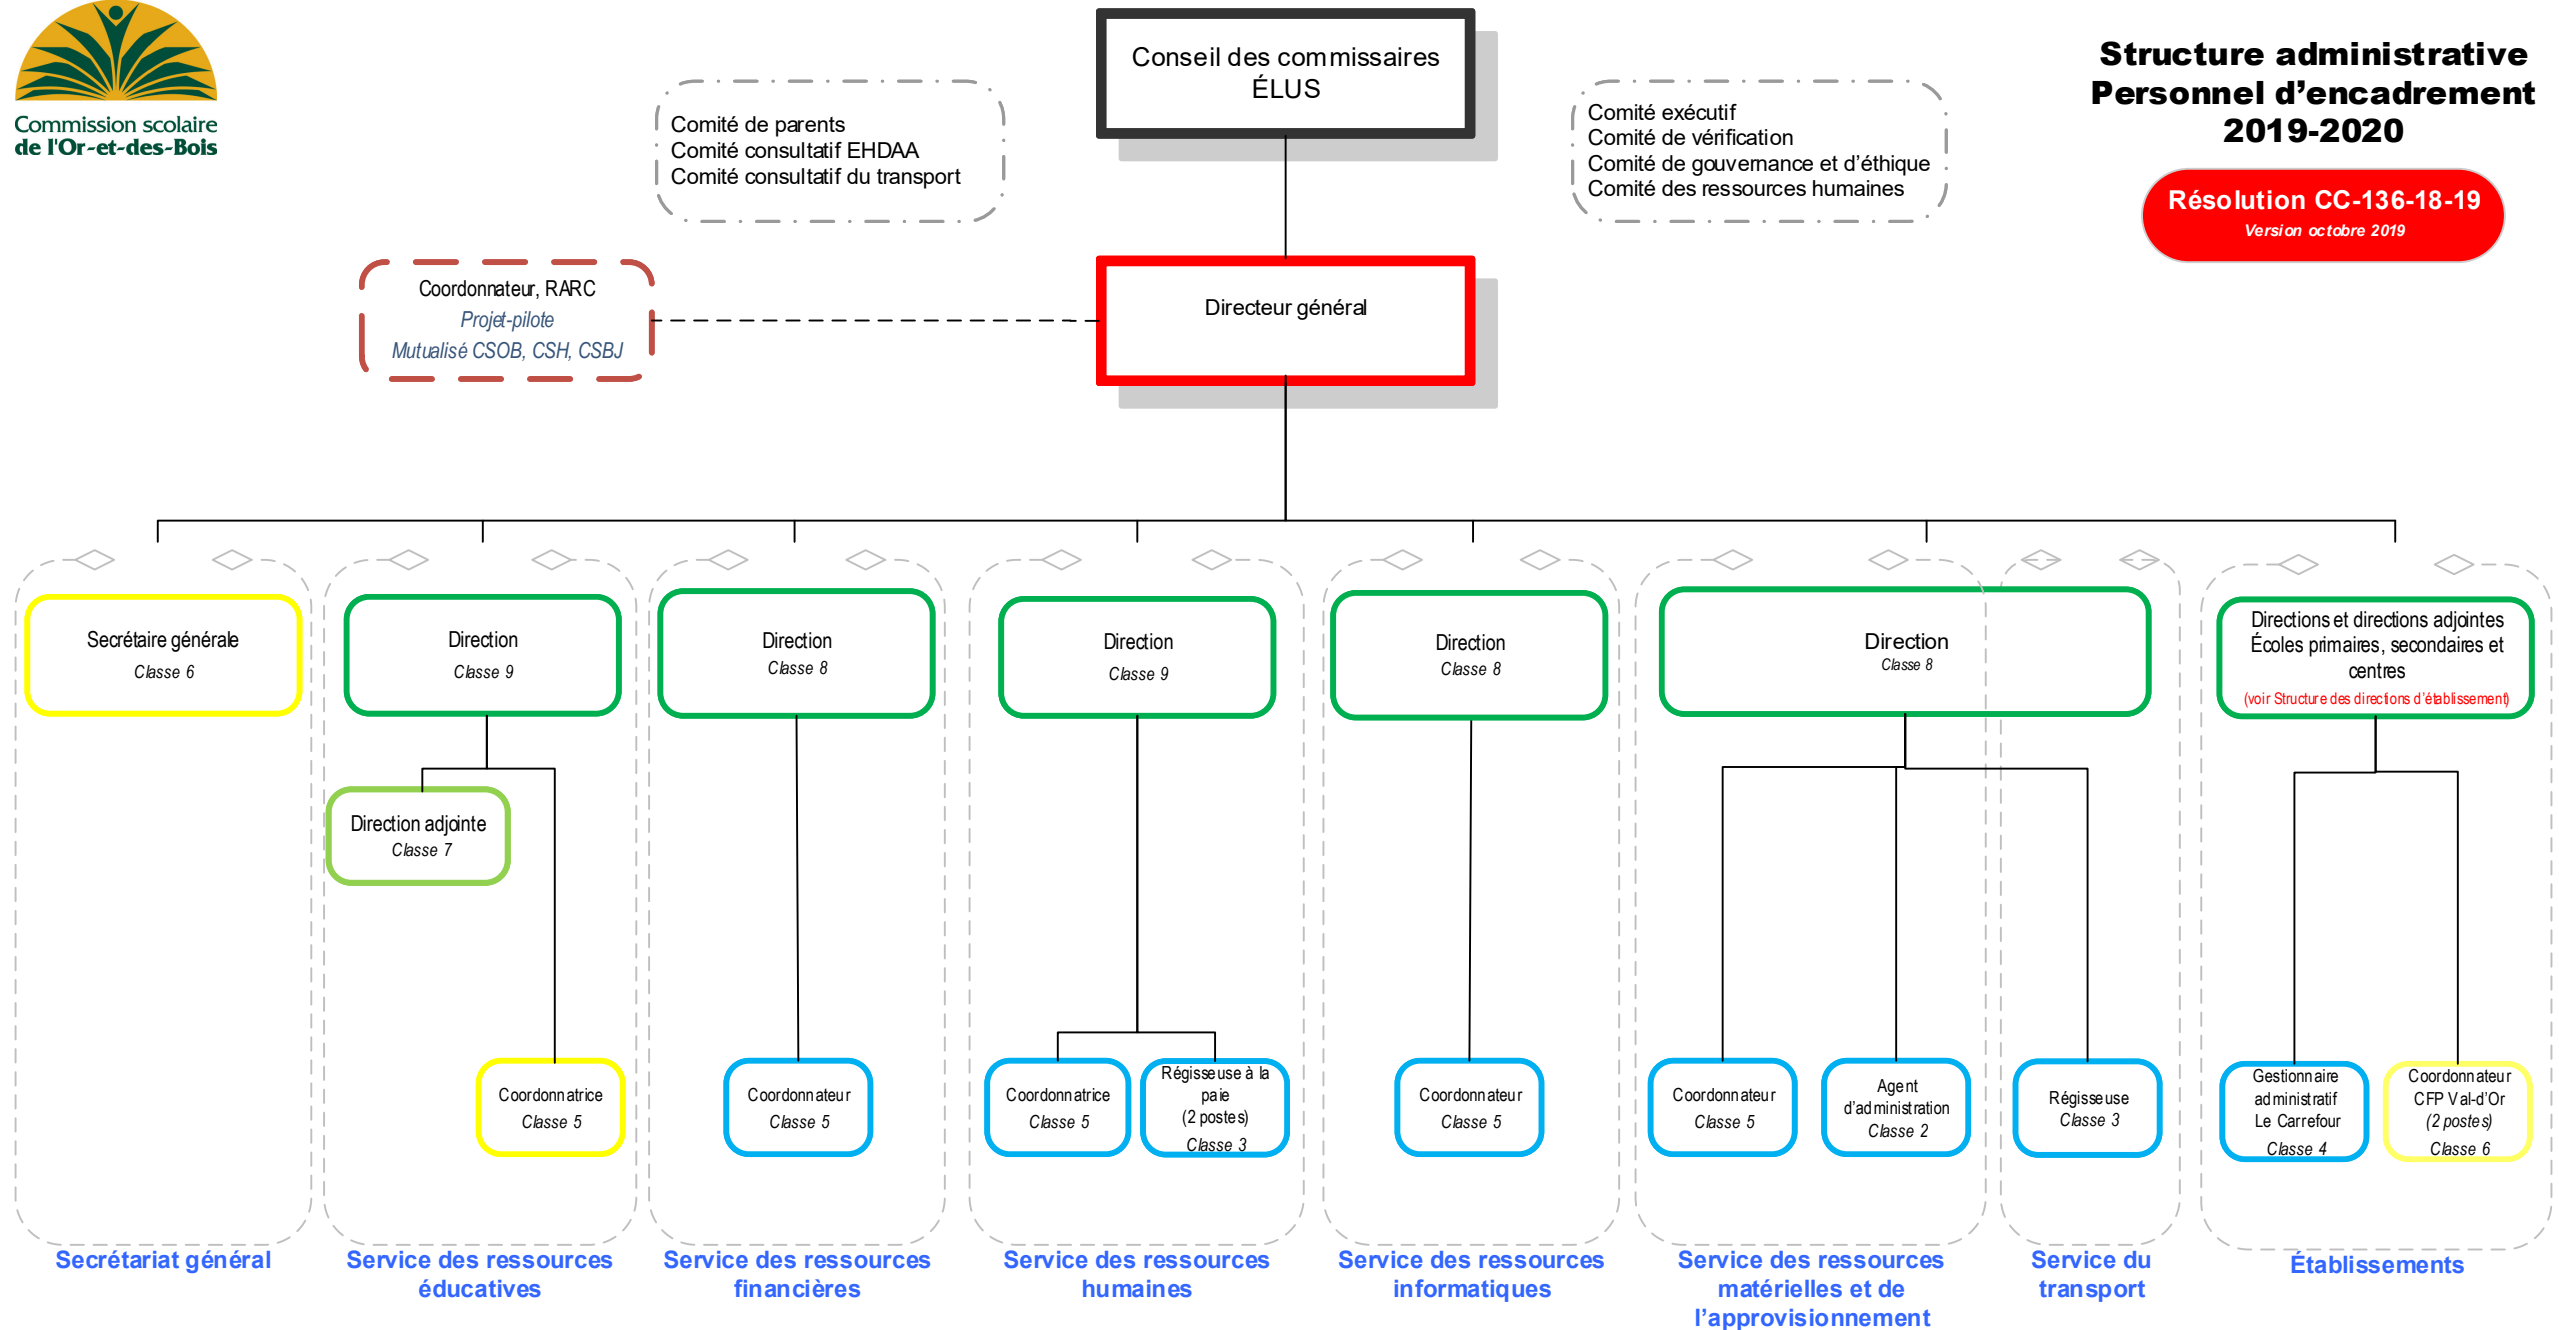 Commission scolaire
de l'Or-et-des-Bois
Conseil des commissaires
ÉLUS
Structure administrative
Personnel d'encadrement
2019-2020
Résolution CC-136-18-19
Version octobre 2019
Comité de parents
Comité consultatif EHDAA
Comité consultatif du transport
Comité exécutif
Comité de vérification
Comité de gouvernance et d'éthique
Comité des ressources humaines
Coordonnateur, RARC
Projet-pilote
Mutualisé CSOB, CSH, CSBJ
Directeur général
Secrétaire générale
Classe 6
Direction
Classe 9
Direction
Classe 8
Direction
Classe 9
Direction
Classe 8
Direction
Classe 8
Directions et directions adjointes
Écoles primaires, secondaires et
centres
(voir Structure des directions d'établissement)
Direction adjointe
Classe 7
Coordonnatrice
Classe 5
Coordonnateur
Classe 5
Coordonnatrice
Classe 5
Régisseuse à la
paie
(2 postes)
Classe 3
Coordonnateur
Classe 5
Coordonnateur
Classe 5
Agent
d'administration
Classe 2
Régisseuse
Classe 3
Gestionnaire
administratif
Le Carrefour
Classe 4
Coordonnateur
CFP Val-d'Or
(2 postes)
Classe 6
Secrétariat général
Service des ressources
éducatives
Service des ressources
financières
Service des ressources
humaines
Service des ressources
informatiques
Service des ressources
matérielles et de
l'approvisionnement
Service du
transport
Établissements